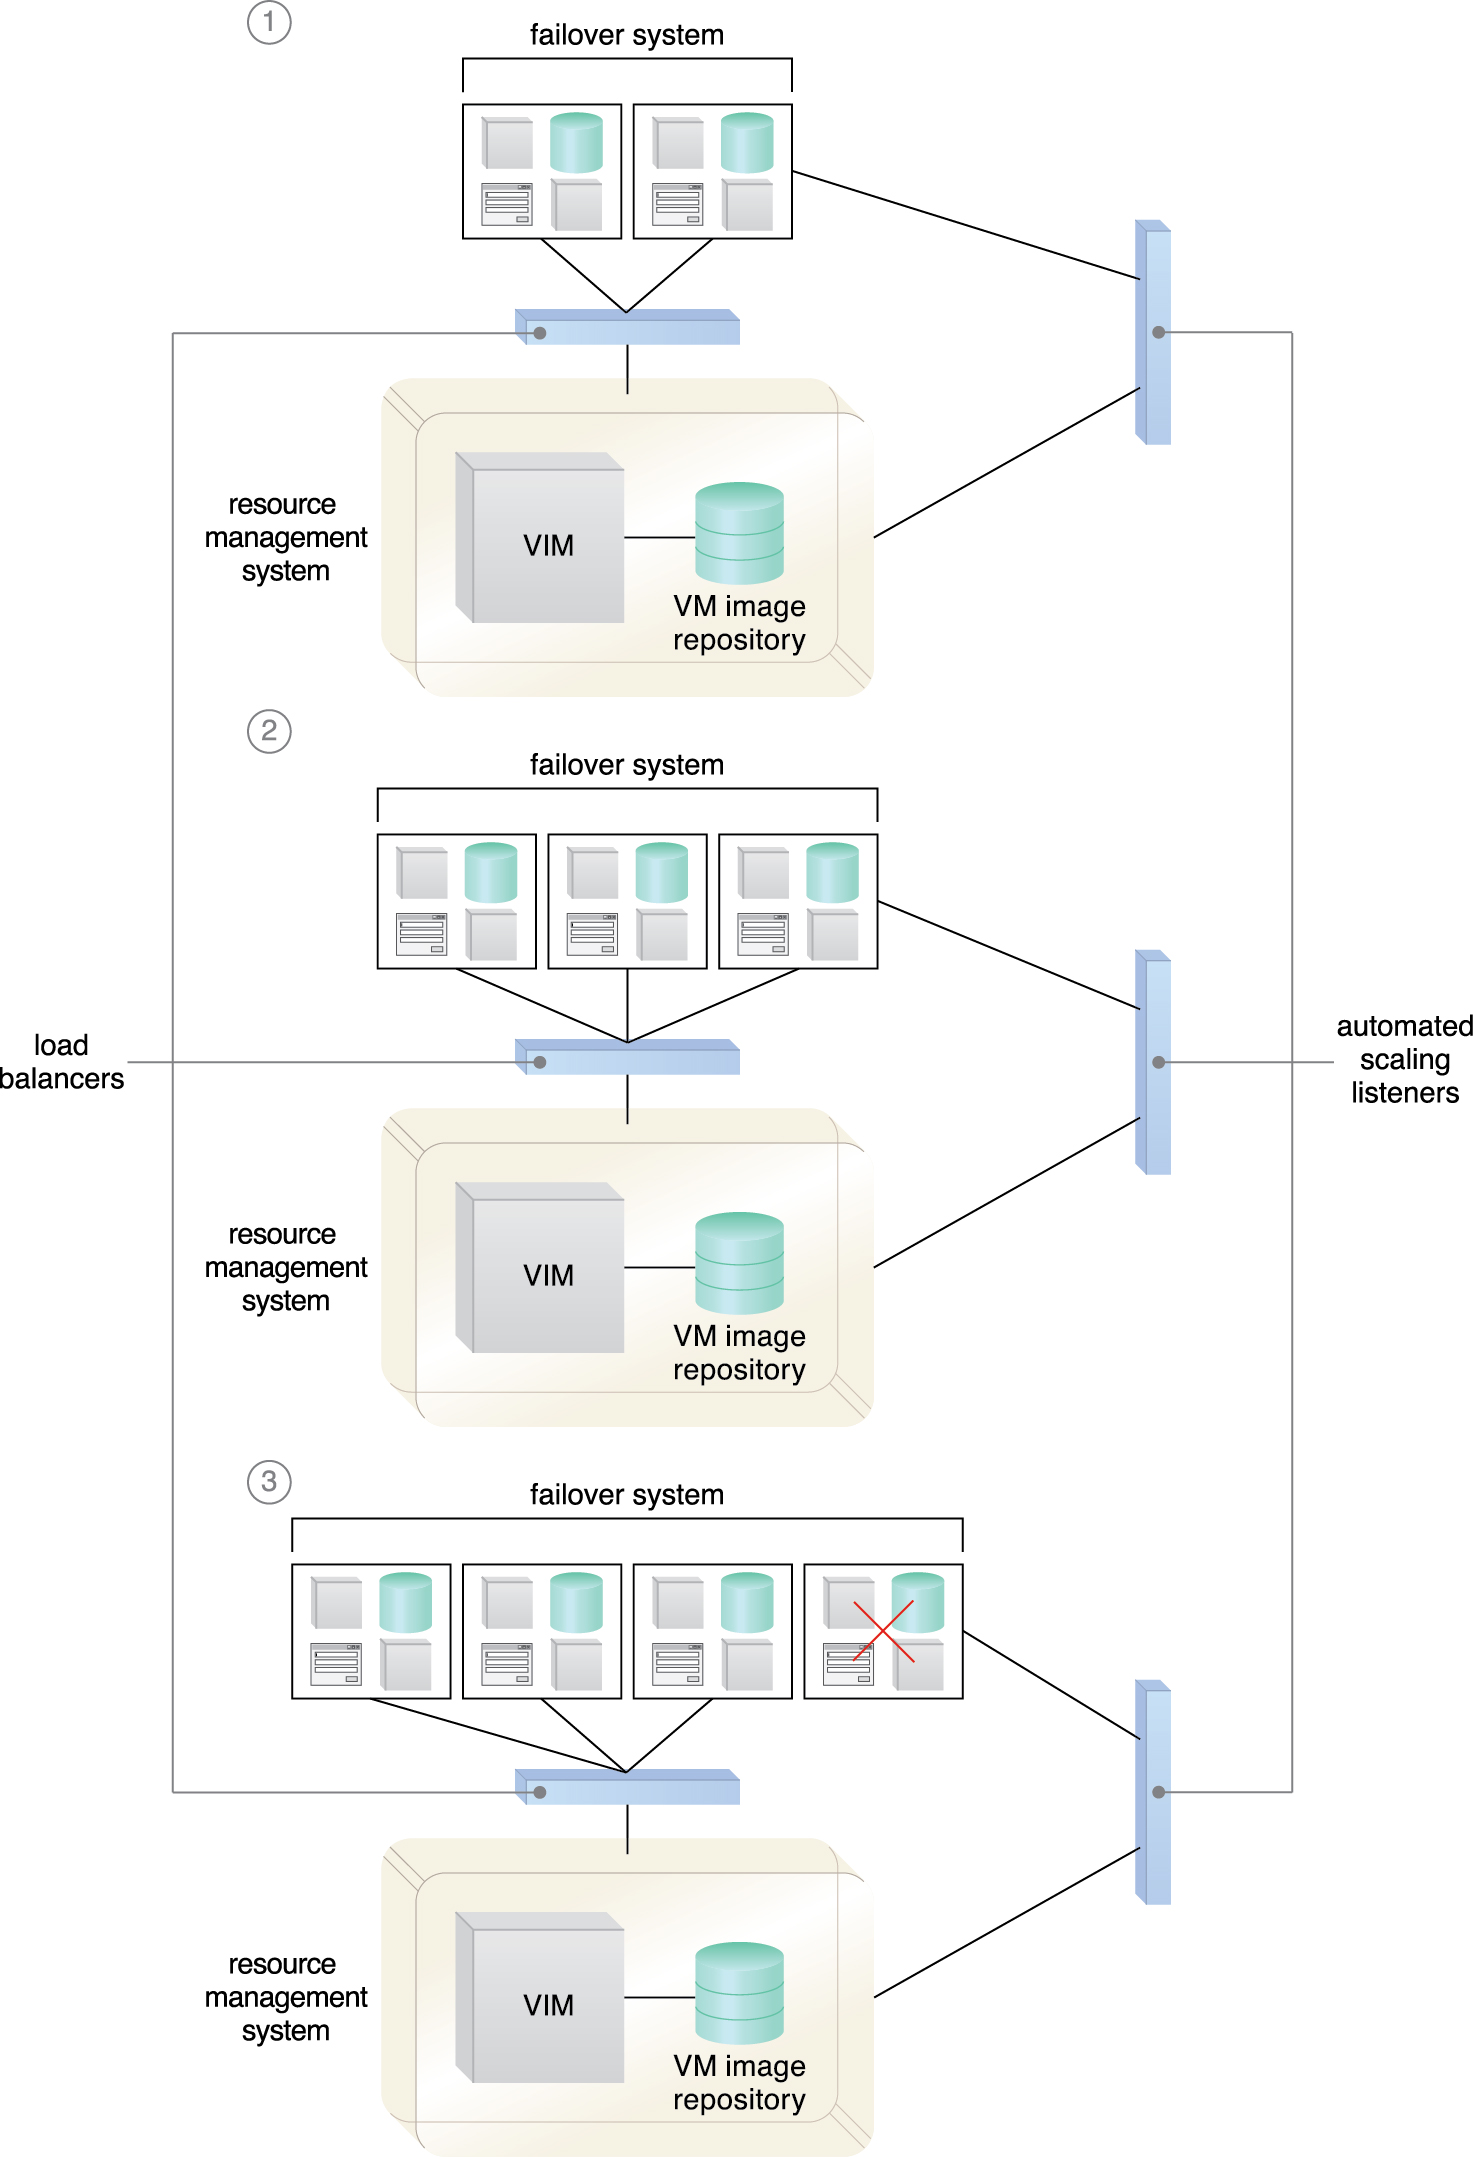 1
failover system
resource
management
system
VIM
VM image
repository
2
failover system
load
balancers
automated
scaling
listeners
resource
management
system
VIM
VM image
repository
3
failover system
resource
management
system
VIM
VM image
repository